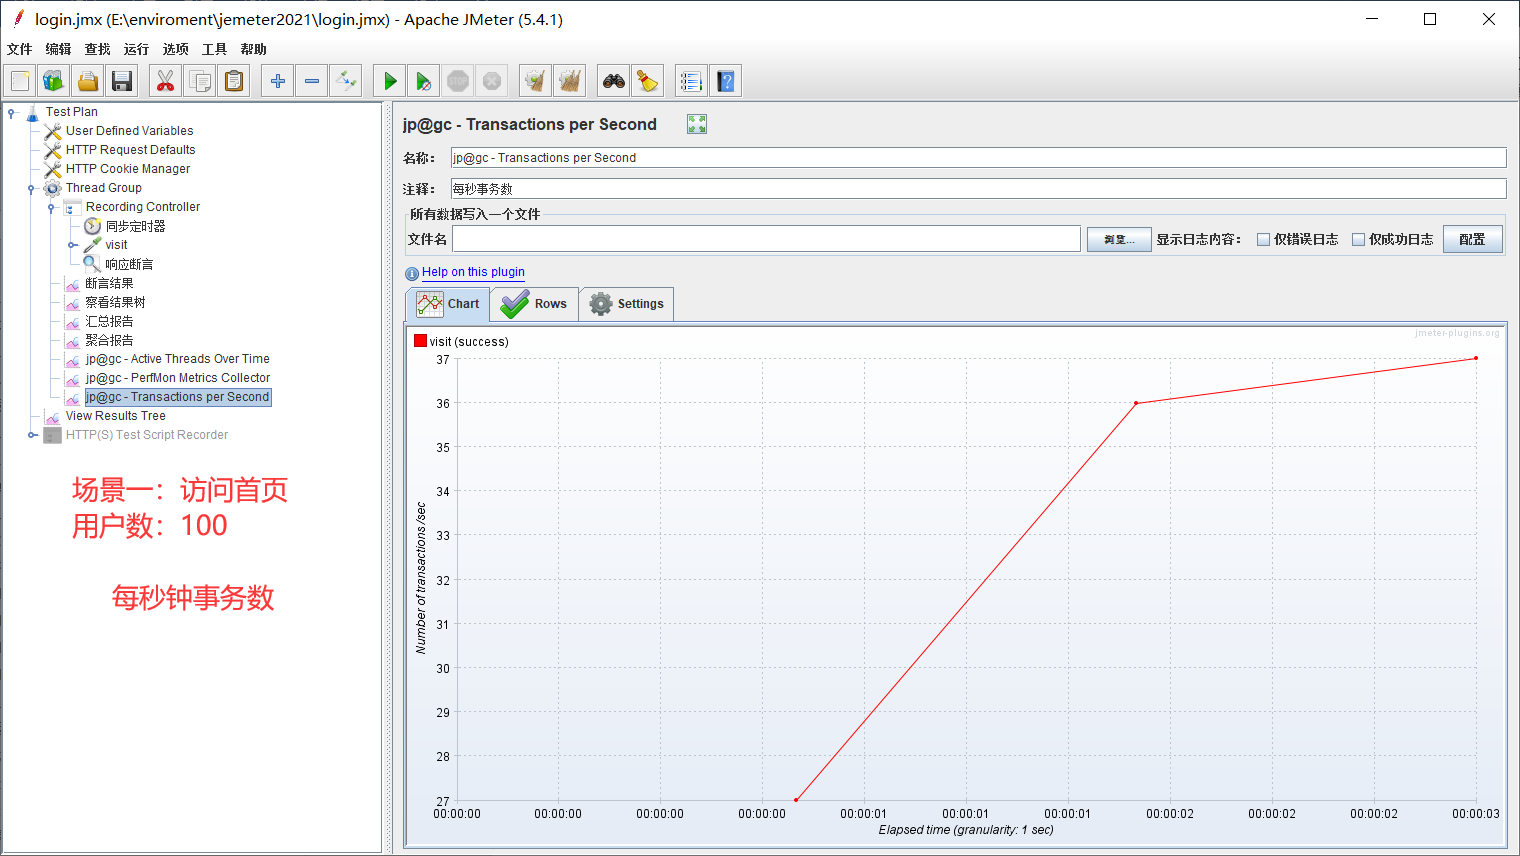 login.jmx (E:\enviroment\jemeter2021\login.jmx) - Apache JMeter (5.4.1)
文件 编辑 查找 运行 选项 工具 帮助
STOP
Test Plan
User Defined Variables
HTTP Request Defaults
HTTP Cookie Manager
Thread Group
Recording Controller
同步定时器
visit
响应断言
断言结果
察看结果树
汇总报告
聚合报告
jp@gc - Active Threads Over Time
jp@gc - PerfMon Metrics Collector
jp@gc - Transactions per Second
View Results Tree
HTTP(S) Test Script Recorder
场景一：访问首页
用户数：100
每秒钟事务数
jp@gc - Transactions per Second
名称： jp@gc - Transactions per Second
注释： 每秒事务数
所有数据写入一个文件
文件名 浏览... 显示日志内容： 仅错误日志 仅成功日志 配置
Help on this plugin
Chart Rows Settings
jmeter-plugins.org
visit (success)
37
36
35
34
33
32
31
30
29
28
27
Number of transactions /sec
00:00:00 00:00:00 00:00:00 00:00:00 00:00:01 00:00:01 00:00:01 00:00:02 00:00:02 00:00:02 00:00:03
Elapsed time (granularity: 1 sec)